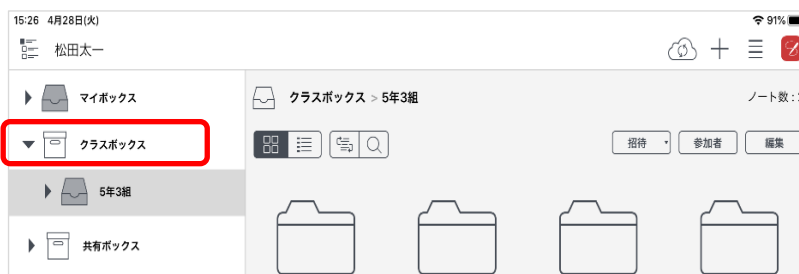 15:26 4月28日(火) 91%
松田太一
マイボックス
クラスボックス > 5年3組
ノート数:
クラスボックス
招待
参加者
編集
5年3組
共有ボックス